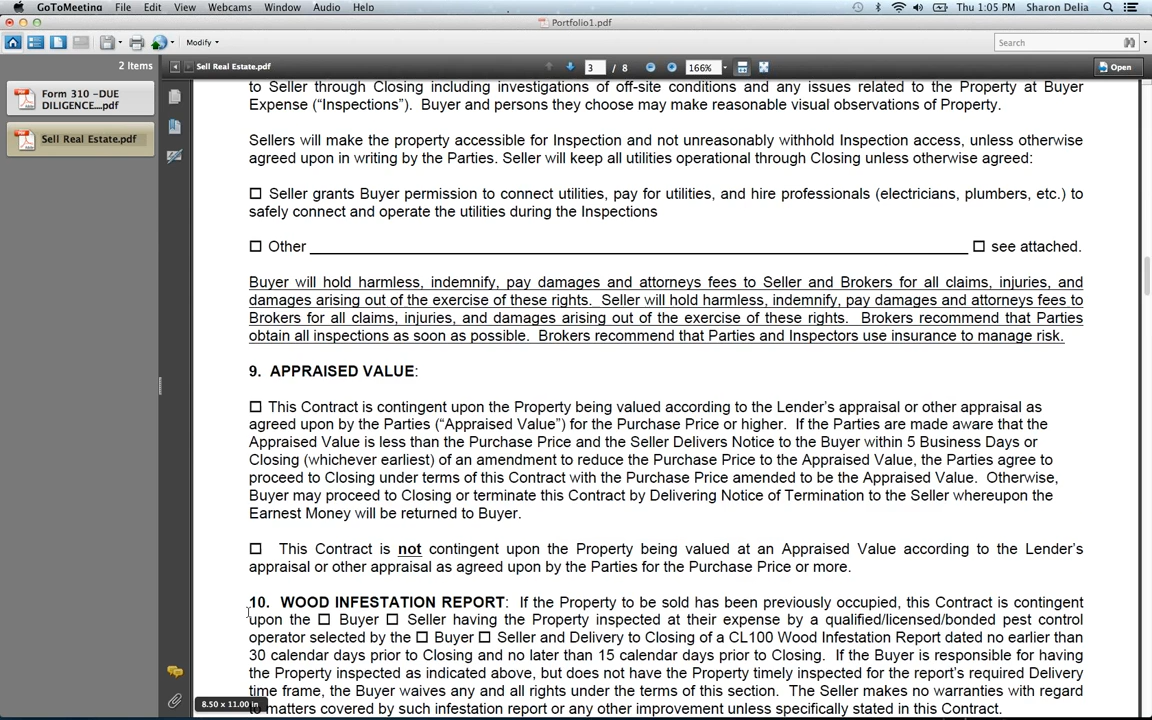 GoToMeeting File Edit View Webcams Window Audio Help Thu 1:05 PM Sharon Delia
Portfolio1.pdf
Modify Search
2 Items Sell Real Estate.pdf 3 / 8 166% Open
Form 310 -DUE
DILIGENCE....pdf
Sell Real Estate.pdf
to Seller through Closing including investigations of off-site conditions and any issues related to the Property at Buyer
Expense (“Inspections”). Buyer and persons they choose may make reasonable visual observations of Property.
Sellers will make the property accessible for Inspection and not unreasonably withhold Inspection access, unless otherwise
agreed upon in writing by the Parties. Seller will keep all utilities operational through Closing unless otherwise agreed:
☐ Seller grants Buyer permission to connect utilities, pay for utilities, and hire professionals (electricians, plumbers, etc.) to
safely connect and operate the utilities during the Inspections
☐ Other ☐ see attached.
Buyer will hold harmless, indemnify, pay damages and attorneys fees to Seller and Brokers for all claims, injuries, and
damages arising out of the exercise of these rights. Seller will hold harmless, indemnify, pay damages and attorneys fees to
Brokers for all claims, injuries, and damages arising out of the exercise of these rights. Brokers recommend that Parties
obtain all inspections as soon as possible. Brokers recommend that Parties and Inspectors use insurance to manage risk.
9. APPRAISED VALUE:
☐ This Contract is contingent upon the Property being valued according to the Lender’s appraisal or other appraisal as
agreed upon by the Parties (“Appraised Value”) for the Purchase Price or higher. If the Parties are made aware that the
Appraised Value is less than the Purchase Price and the Seller Delivers Notice to the Buyer within 5 Business Days or
Closing (whichever earliest) of an amendment to reduce the Purchase Price to the Appraised Value, the Parties agree to
proceed to Closing under terms of this Contract with the Purchase Price amended to be the Appraised Value. Otherwise,
Buyer may proceed to Closing or terminate this Contract by Delivering Notice of Termination to the Seller whereupon the
Earnest Money will be returned to Buyer.
☐ This Contract is not contingent upon the Property being valued at an Appraised Value according to the Lender’s
appraisal or other appraisal as agreed upon by the Parties for the Purchase Price or more.
10. WOOD INFESTATION REPORT: If the Property to be sold has been previously occupied, this Contract is contingent
upon the ☐ Buyer ☐ Seller having the Property inspected at their expense by a qualified/licensed/bonded pest control
operator selected by the ☐ Buyer ☐ Seller and Delivery to Closing of a CL100 Wood Infestation Report dated no earlier than
30 calendar days prior to Closing and no later than 15 calendar days prior to Closing. If the Buyer is responsible for having
the Property inspected as indicated above, but does not have the Property timely inspected for the report’s required Delivery
time frame, the Buyer waives any and all rights under the terms of this section. The Seller makes no warranties with regard
to matters covered by such infestation report or any other improvement unless specifically stated in this Contract.
8.50 x 11.00 in